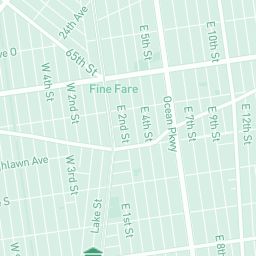 24th Ave
E 5th St
E 10th St
ve O
65th St
W 4th St
W 2nd St
Fine Fare
E 2nd St
E 4th St
Ocean Pkwy
E 7th St
E 9th St
E 12th St
ghlawn Ave
W 3rd St
S
Lake St
E 1st St
E 8th